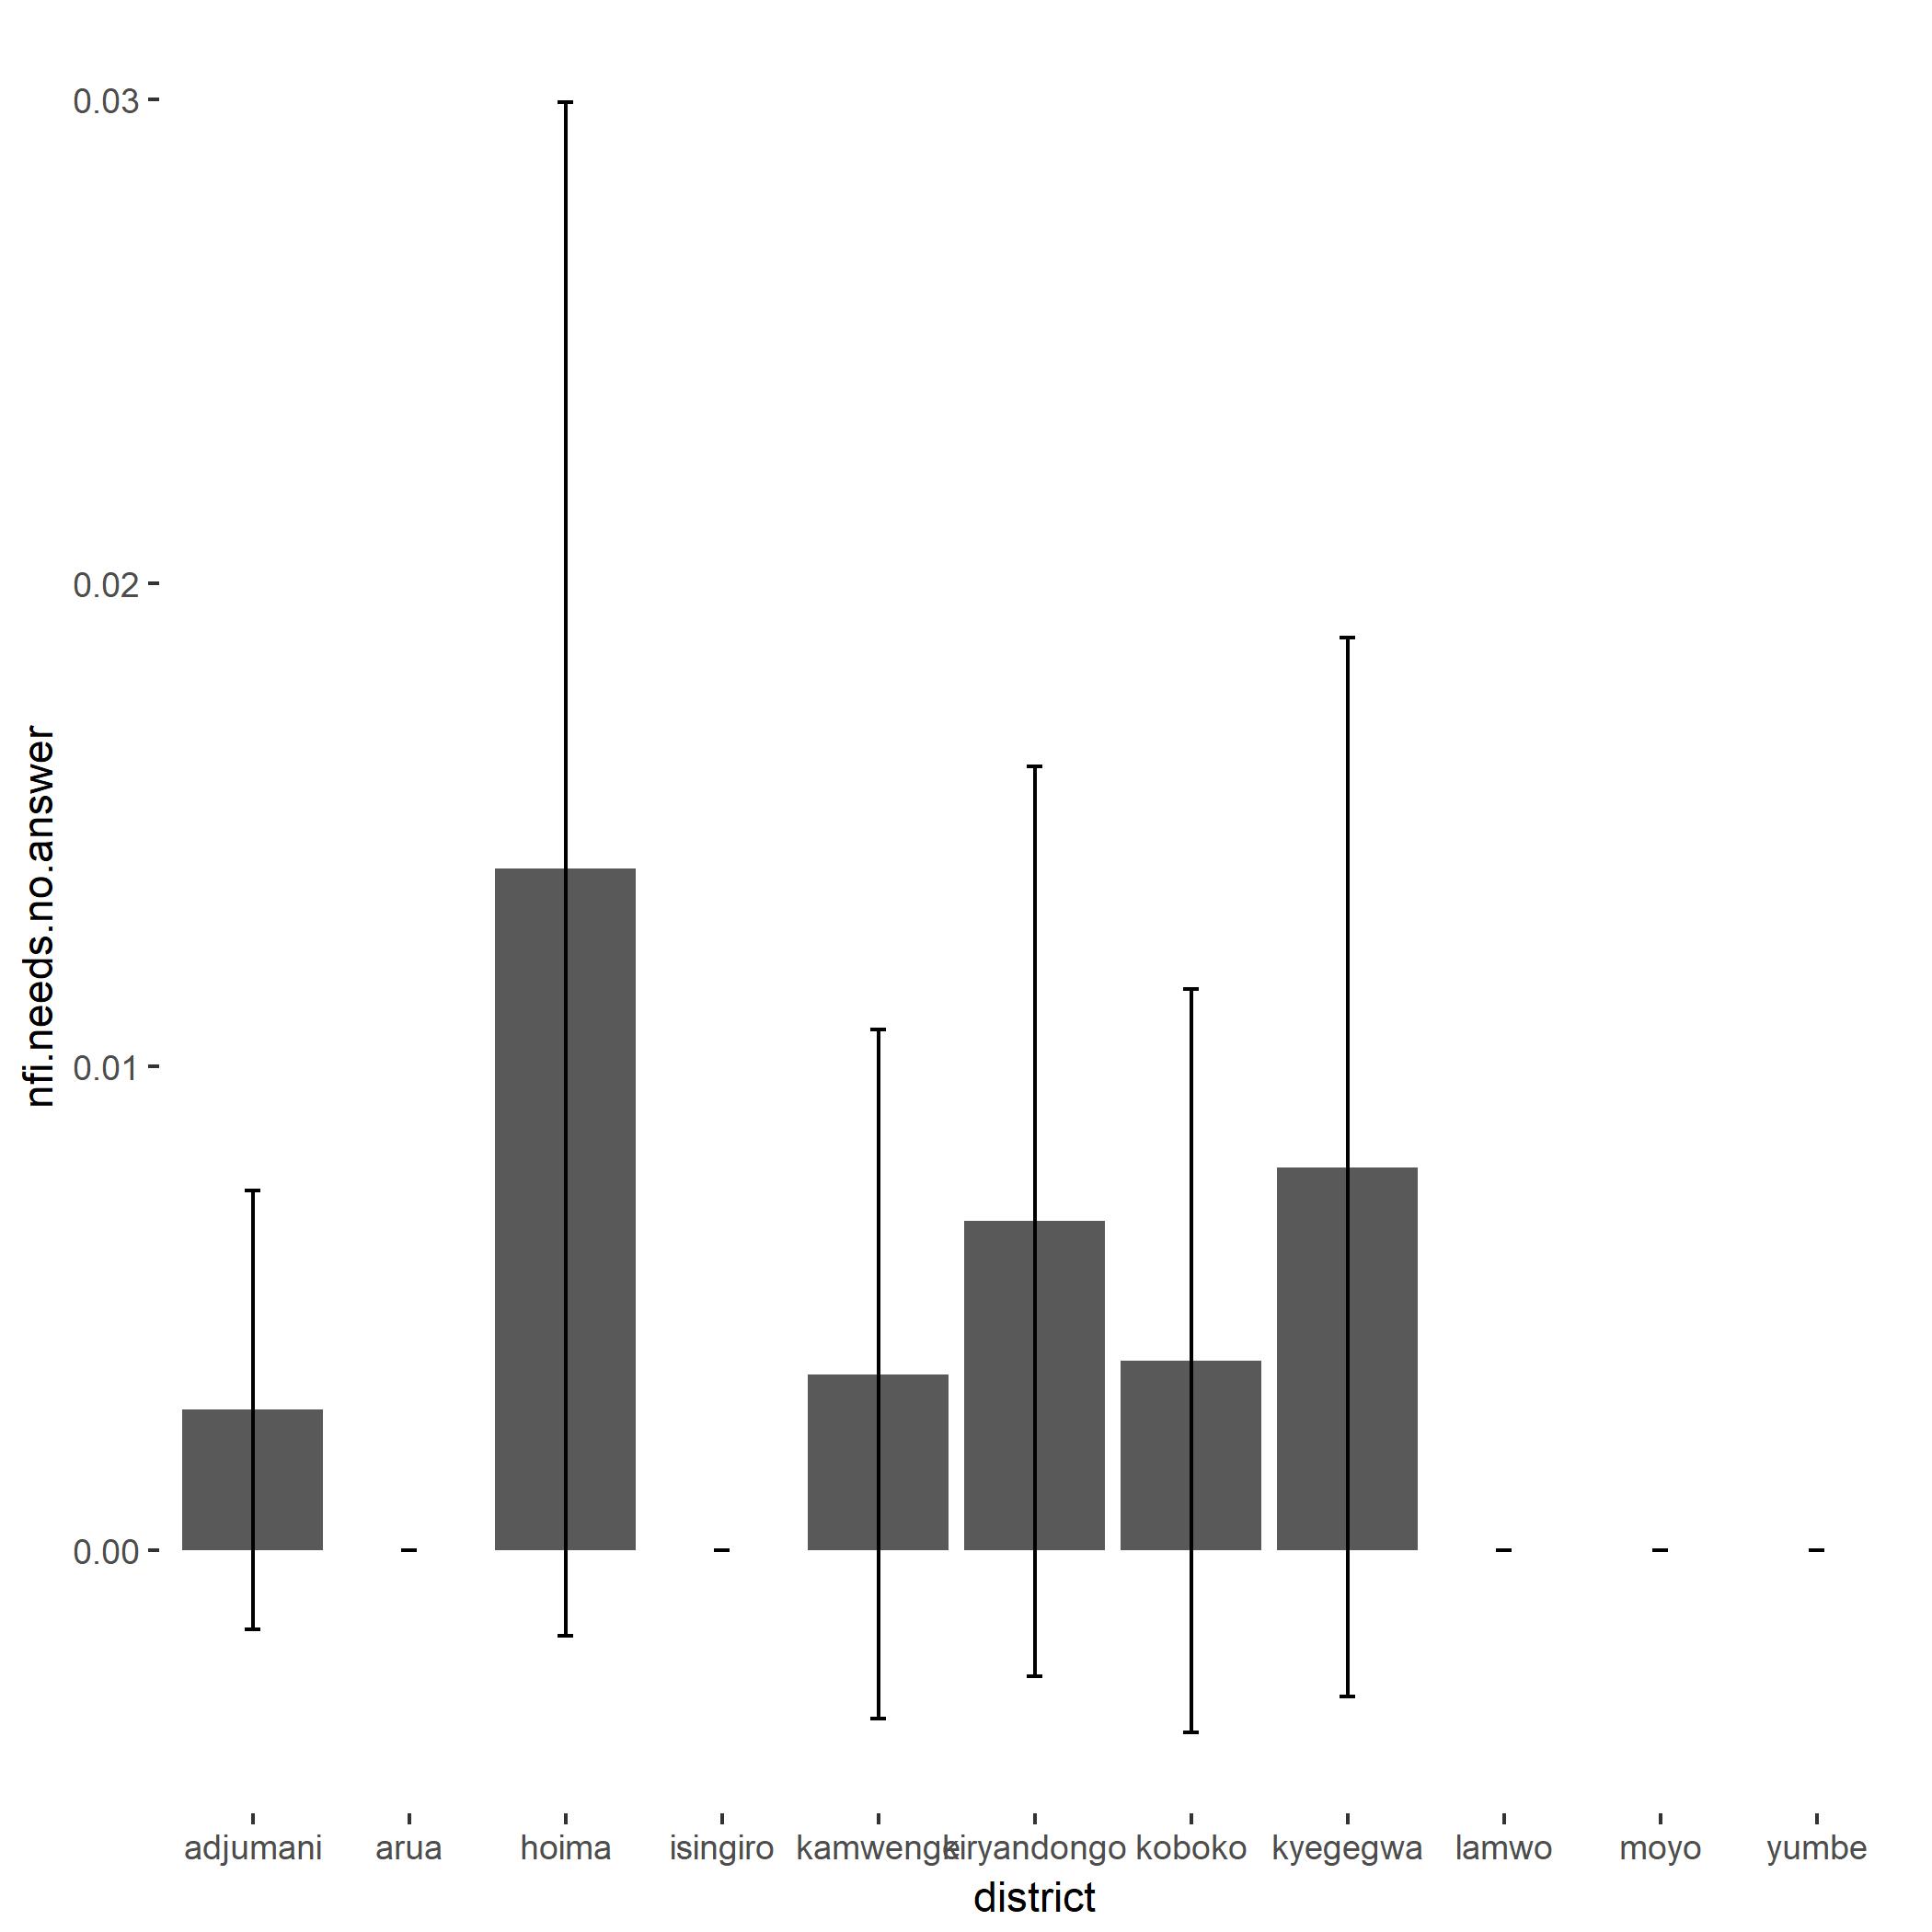 nfi.needs.no.answer
0.03
0.02
0.01
0.00
adjumani arua hoima isingiro kamwenge kiryandongo koboko kyegegwa lamwo moyo yumbe
district